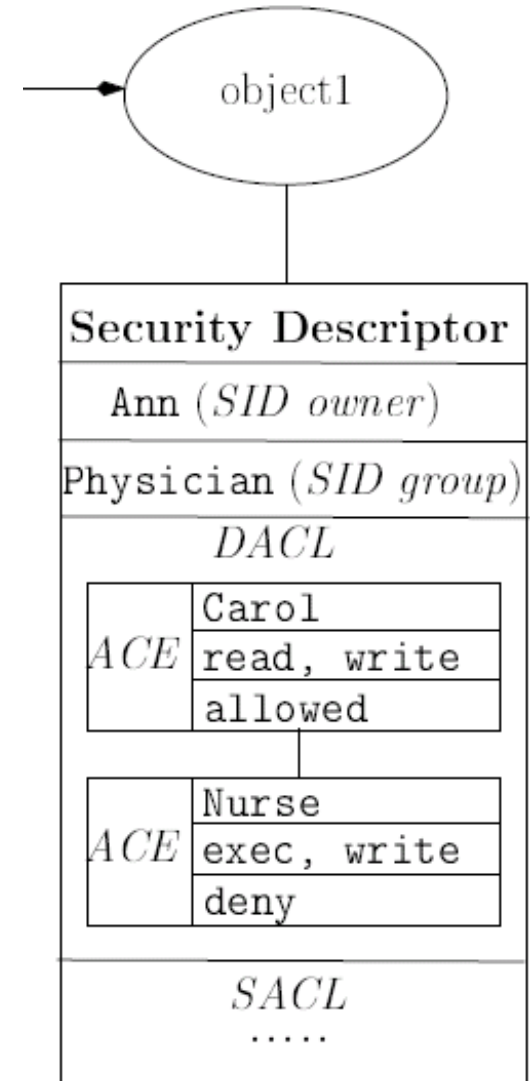 object1
Security Descriptor
Ann (SID owner)
Physician (SID group)
DACL
ACE
Carol
read, write
allowed
ACE
Nurse
exec, write
deny
SACL
.....